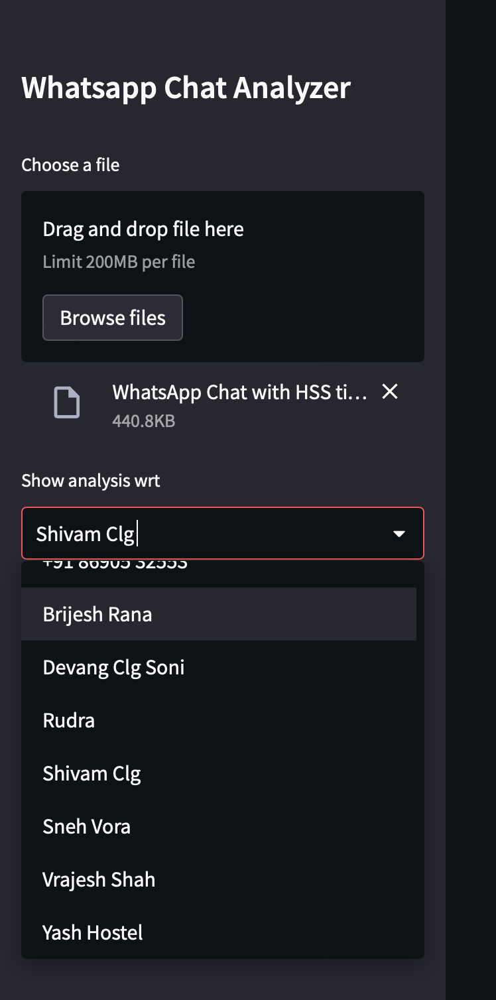 Whatsapp Chat Analyzer
Choose a file
Drag and drop file here
Limit 200MB per file
Browse files
WhatsApp Chat with HSS ti...
440.8KB
Show analysis wrt
Shivam Clg
+91 86905 32553
Brijesh Rana
Devang Clg Soni
Rudra
Shivam Clg
Sneh Vora
Vrajesh Shah
Yash Hostel